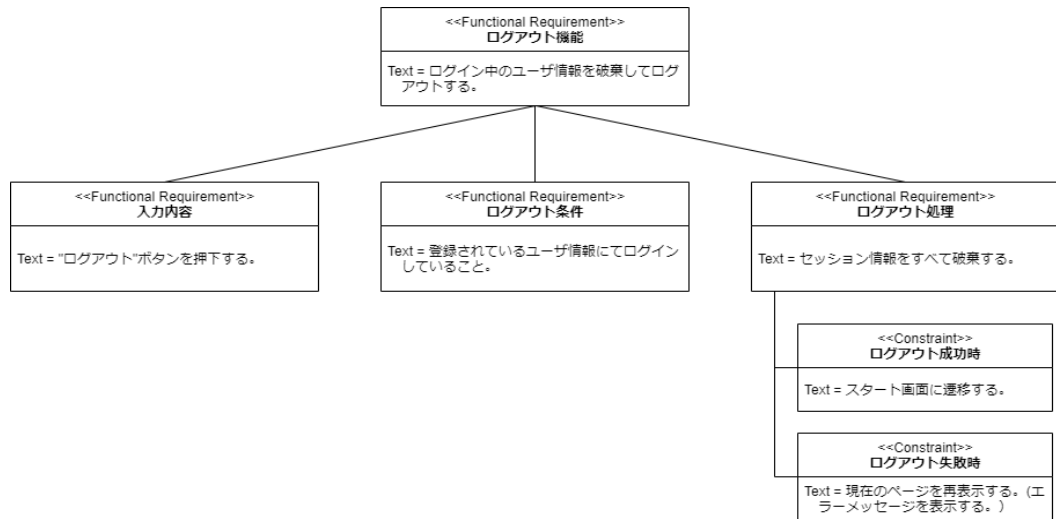 <<Functional Requirement>>
ログアウト機能
Text = ログイン中のユーザ情報を破棄してログ
アウトする。
<<Functional Requirement>>
入力内容
Text = "ログアウト"ボタンを押下する。
<<Functional Requirement>>
ログアウト条件
Text = 登録されているユーザ情報にてログイン
していること。
<<Functional Requirement>>
ログアウト処理
Text = セッション情報をすべて破棄する。
<<Constraint>>
ログアウト成功時
Text = スタート画面に遷移する。
<<Constraint>>
ログアウト失敗時
Text = 現在のページを再表示する。(エ
ラーメッセージを表示する。)